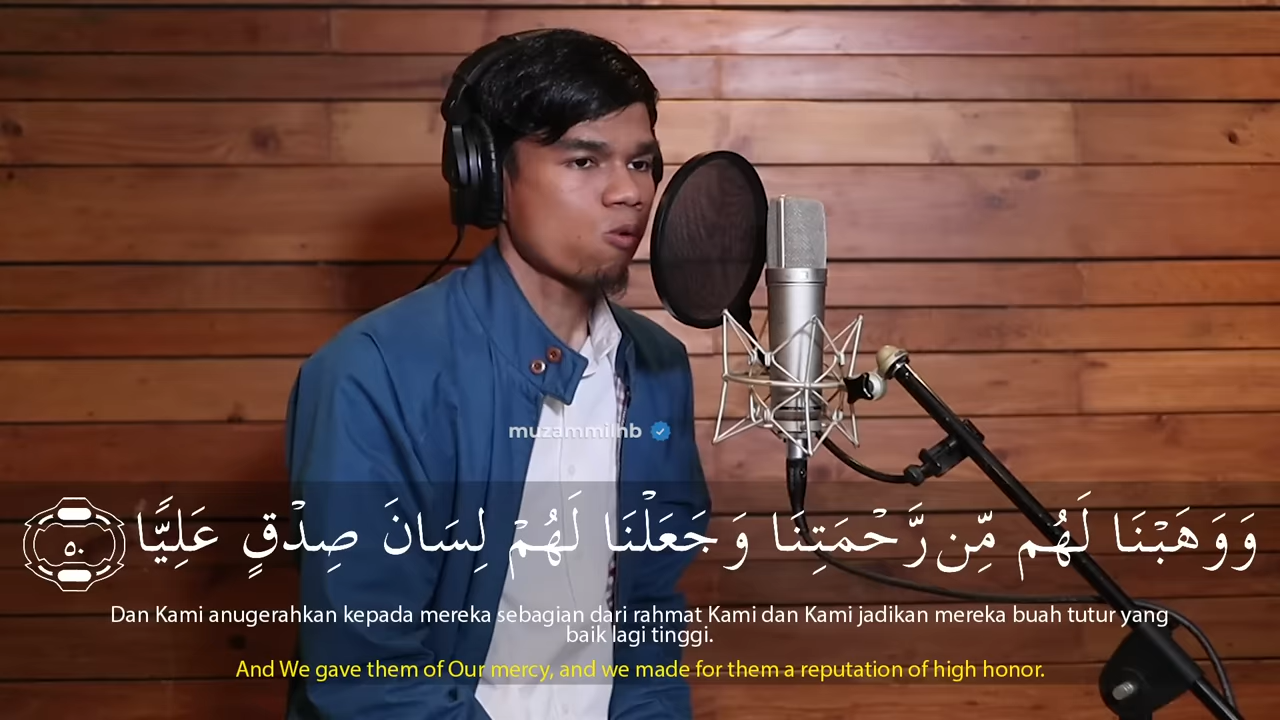 muzammilhb
وَوَهَبْنَا لَهُم مِّن رَّحْمَتِنَا وَجَعَلْنَا لَهُمْ لِسَانَ صِدْقٍ عَلِيًّا ٥٠
Dan Kami anugerahkan kepada mereka sebagian dari rahmat Kami dan Kami jadikan mereka buah tutur yang
baik lagi tinggi.
And We gave them of Our mercy, and we made for them a reputation of high honor.